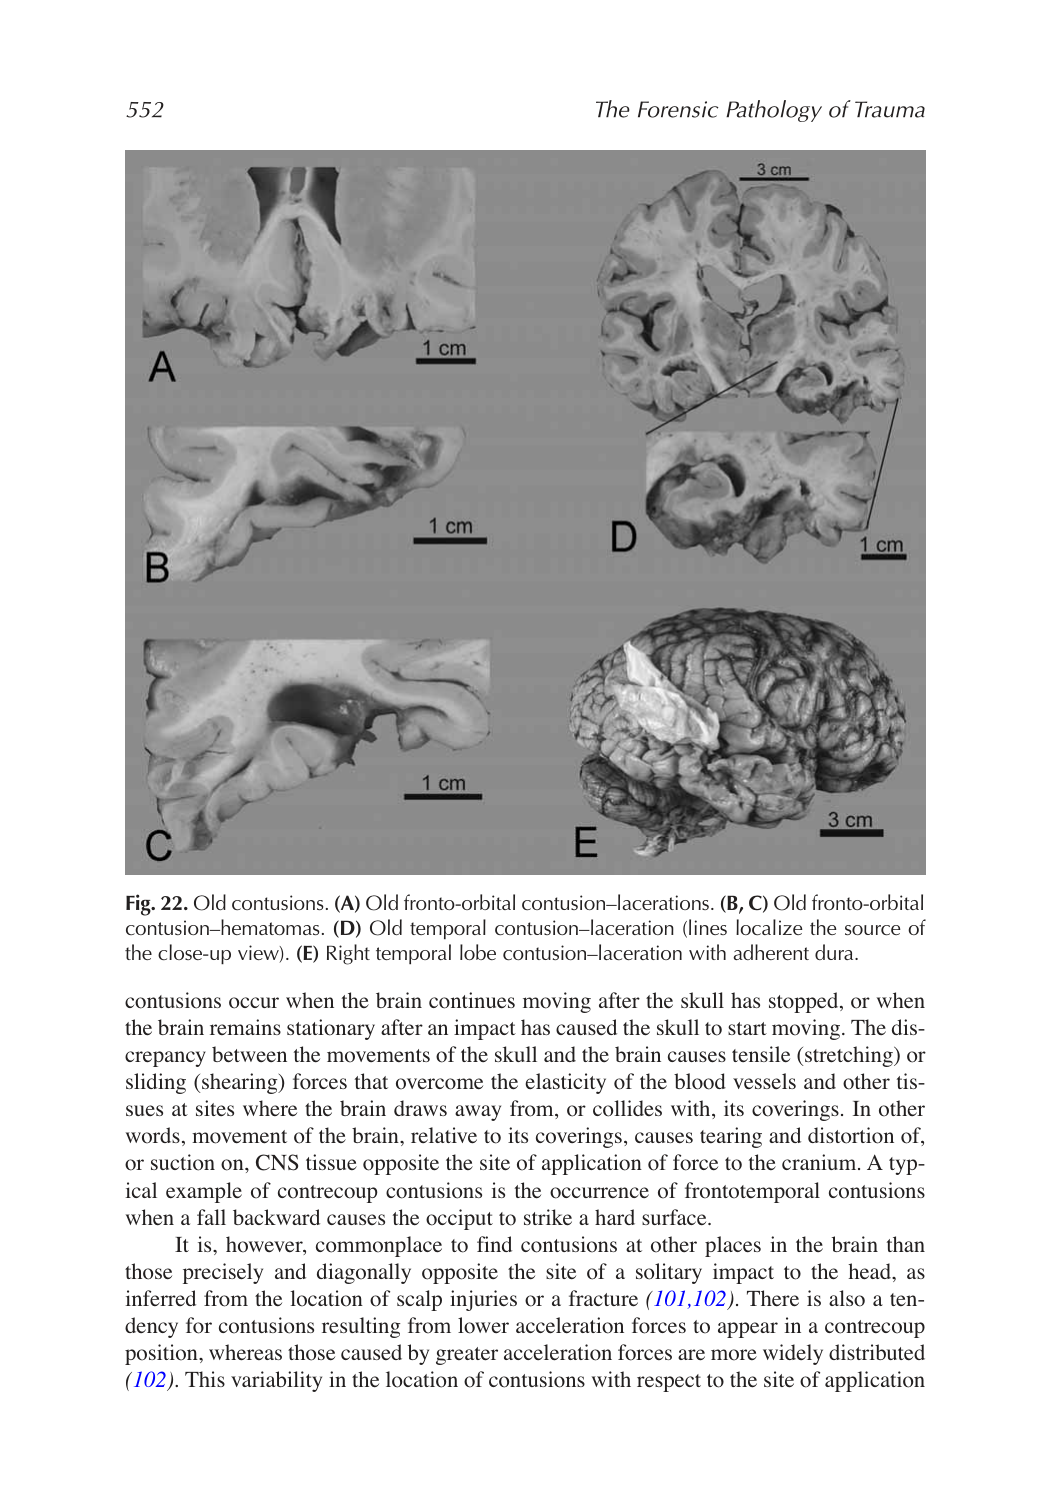 552
The Forensic Pathology of Trauma
3 cm
1 cm
A
1 cm
B
D
1 cm
1 cm
C
3 cm
E
Fig. 22. Old contusions. (A) Old fronto-orbital contusion–lacerations. (B, C) Old fronto-orbital
contusion–hematomas. (D) Old temporal contusion–laceration (lines localize the source of
the close-up view). (E) Right temporal lobe contusion–laceration with adherent dura.
contusions occur when the brain continues moving after the skull has stopped, or when
the brain remains stationary after an impact has caused the skull to start moving. The dis-
crepancy between the movements of the skull and the brain causes tensile (stretching) or
sliding (shearing) forces that overcome the elasticity of the blood vessels and other tis-
sues at sites where the brain draws away from, or collides with, its coverings. In other
words, movement of the brain, relative to its coverings, causes tearing and distortion of,
or suction on, CNS tissue opposite the site of application of force to the cranium. A typ-
ical example of contrecoup contusions is the occurrence of frontotemporal contusions
when a fall backward causes the occiput to strike a hard surface.
It is, however, commonplace to find contusions at other places in the brain than
those precisely and diagonally opposite the site of a solitary impact to the head, as
inferred from the location of scalp injuries or a fracture (101,102). There is also a ten-
dency for contusions resulting from lower acceleration forces to appear in a contrecoup
position, whereas those caused by greater acceleration forces are more widely distributed
(102). This variability in the location of contusions with respect to the site of application